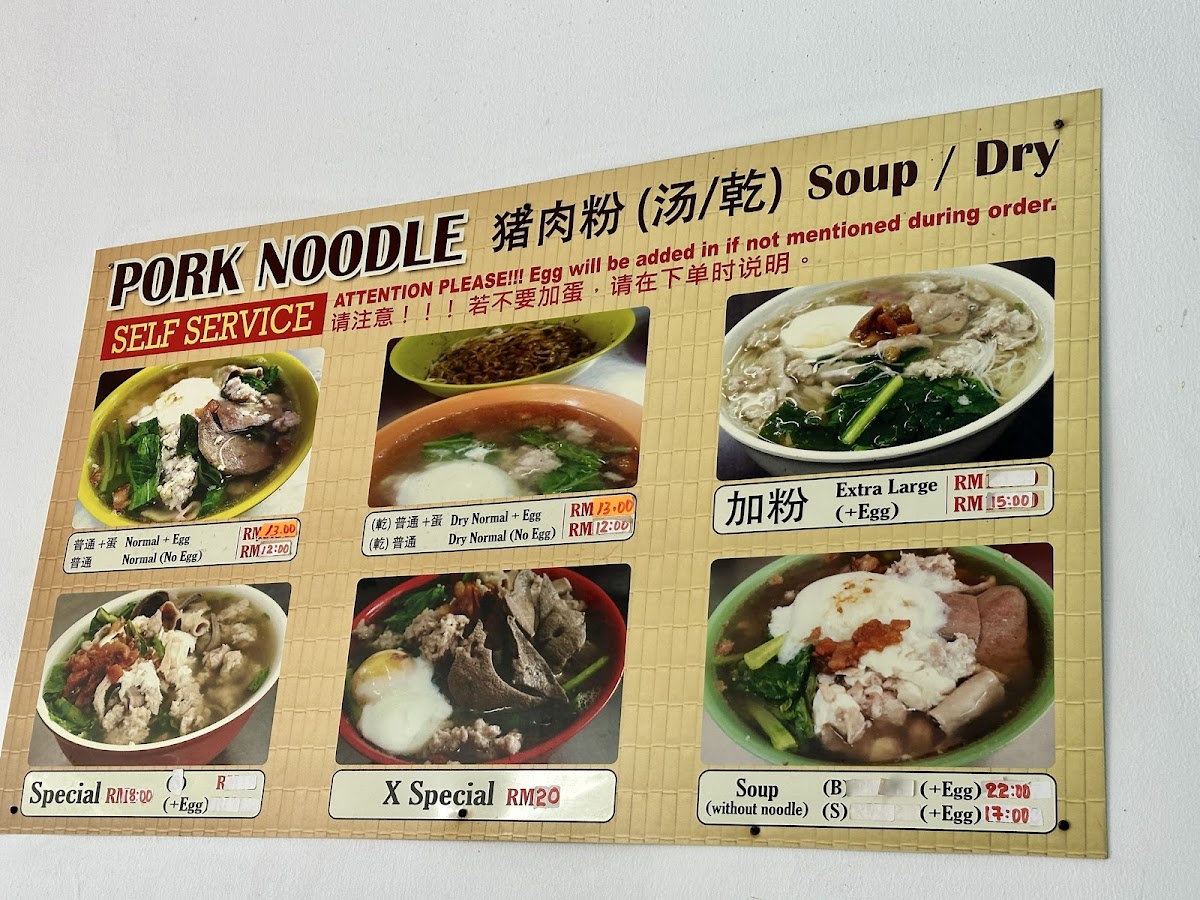 PORK NOODLE 猪肉粉 (汤/乾) Soup / Dry
SELF SERVICE
ATTENTION PLEASE!!! Egg will be added in if not mentioned during order.
请注意！！！若不要加蛋，请在下单时说明。
普通+蛋 Normal + Egg RM13.00
普通 Normal (No Egg) RM12:00
(乾) 普通+蛋 Dry Normal + Egg RM13.00
(乾) 普通 Dry Normal (No Egg) RM12:00
加粉 Extra Large RM
(+Egg) RM15:00
Special RM18:00 R
(+Egg)
X Special RM20
Soup (B) (+Egg) 22:00
(without noodle) (S) (+Egg) 17:00